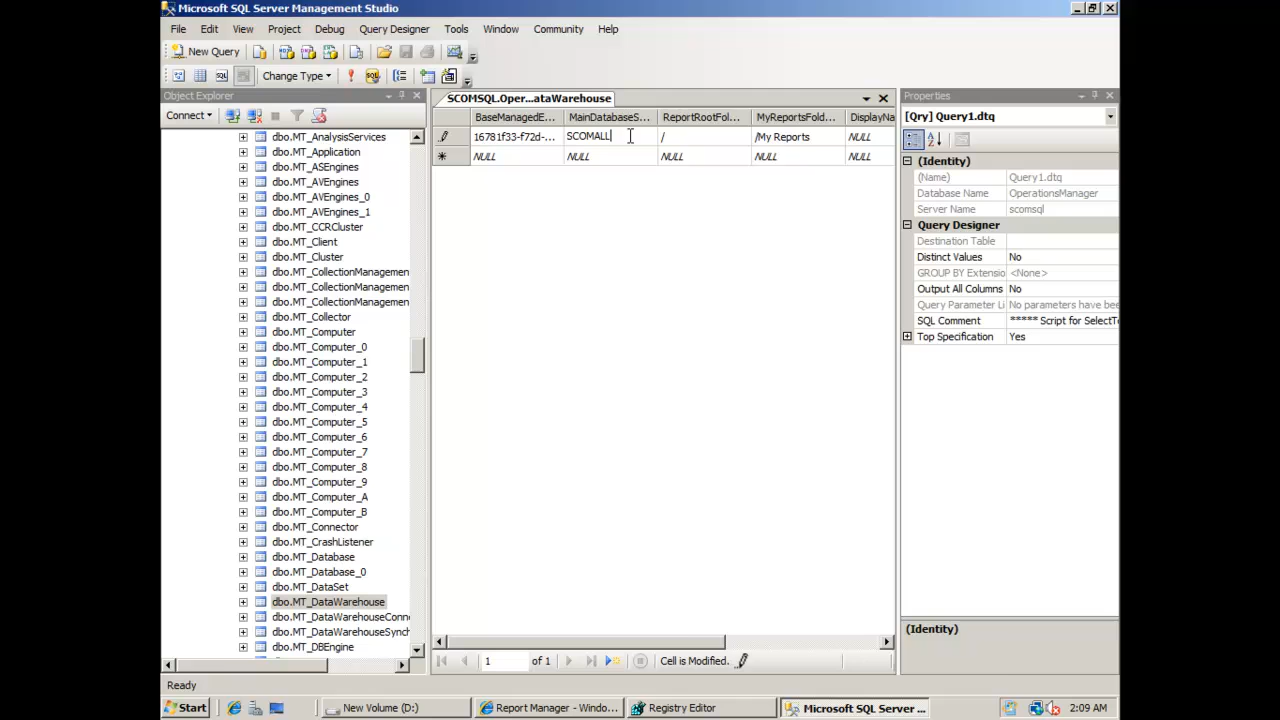 Microsoft SQL Server Management Studio
File Edit View Project Debug Query Designer Tools Window Community Help
New Query
Change Type
Object Explorer
Connect
dbo.MT_AnalysisServices
dbo.MT_Application
dbo.MT_ASEngines
dbo.MT_AVEngines
dbo.MT_AVEngines_0
dbo.MT_AVEngines_1
dbo.MT_CCRCluster
dbo.MT_Client
dbo.MT_Cluster
dbo.MT_CollectionManagemen
dbo.MT_CollectionManagemen
dbo.MT_CollectionManagemen
dbo.MT_Collector
dbo.MT_Computer
dbo.MT_Computer_0
dbo.MT_Computer_1
dbo.MT_Computer_2
dbo.MT_Computer_3
dbo.MT_Computer_4
dbo.MT_Computer_5
dbo.MT_Computer_6
dbo.MT_Computer_7
dbo.MT_Computer_8
dbo.MT_Computer_9
dbo.MT_Computer_A
dbo.MT_Computer_B
dbo.MT_Connector
dbo.MT_CrashListener
dbo.MT_Database
dbo.MT_Database_0
dbo.MT_DataSet
dbo.MT_DataWarehouse
dbo.MT_DataWarehouseConn
dbo.MT_DataWarehouseSynch
dbo.MT_DBEngine
SCOMSQL.Oper...ataWarehouse
BaseManagedE... MainDatabaseS... ReportRootFol... MyReportsFold... DisplayNa
16781f33-f72d-... SCOMALL / /My Reports NULL
NULL NULL NULL NULL NULL
1 of 1 Cell is Modified.
Properties
[Qry] Query1.dtq
(Identity)
(Name) Query1.dtq
Database Name OperationsManager
Server Name scomsql
Query Designer
Destination Table
Distinct Values No
GROUP BY Extensio <None>
Output All Columns No
Query Parameter Li No parameters have bee
SQL Comment ***** Script for SelectTo
Top Specification Yes
(Identity)
Ready
Start New Volume (D:) Report Manager - Windo... Registry Editor Microsoft SQL Server ... 2:09 AM